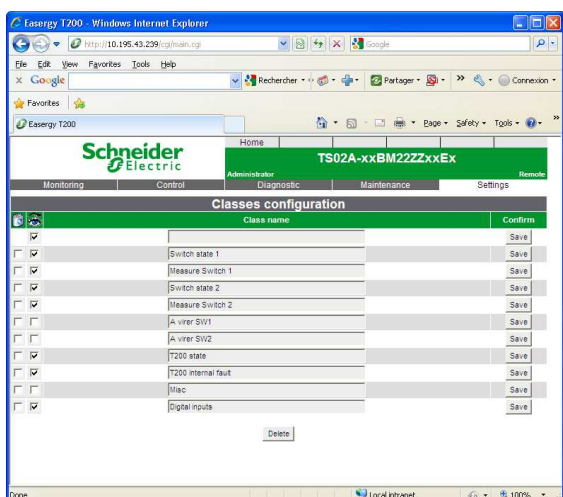 Easergy T200 - Windows Internet Explorer
http://10.195.43.239/cgi/main.cgi
Google
File Edit View Favorites Tools Help
x Google Rechercher Partager » Connexion
Favorites
Easergy T200 Page Safety Tools »
Home
Schneider Electric
TS02A-xxBM22ZZxxEx
Administrator Remote
Monitoring Control Diagnostic Maintenance Settings
Classes configuration
Class name Confirm
Save
Switch state 1 Save
Measure Switch 1 Save
Switch state 2 Save
Measure Switch 2 Save
A virer SW1 Save
A virer SW2 Save
T200 state Save
T200 internal fault Save
Misc Save
Digital inputs Save
Delete
Done Local intranet 100%